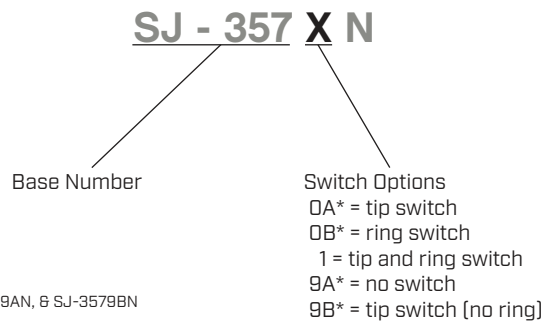 SJ - 357 X N
Base Number
Switch Options
0A* = tip switch
0B* = ring switch
1 = tip and ring switch
9A* = no switch
9B* = tip switch (no ring)
9AN, & SJ-3579BN